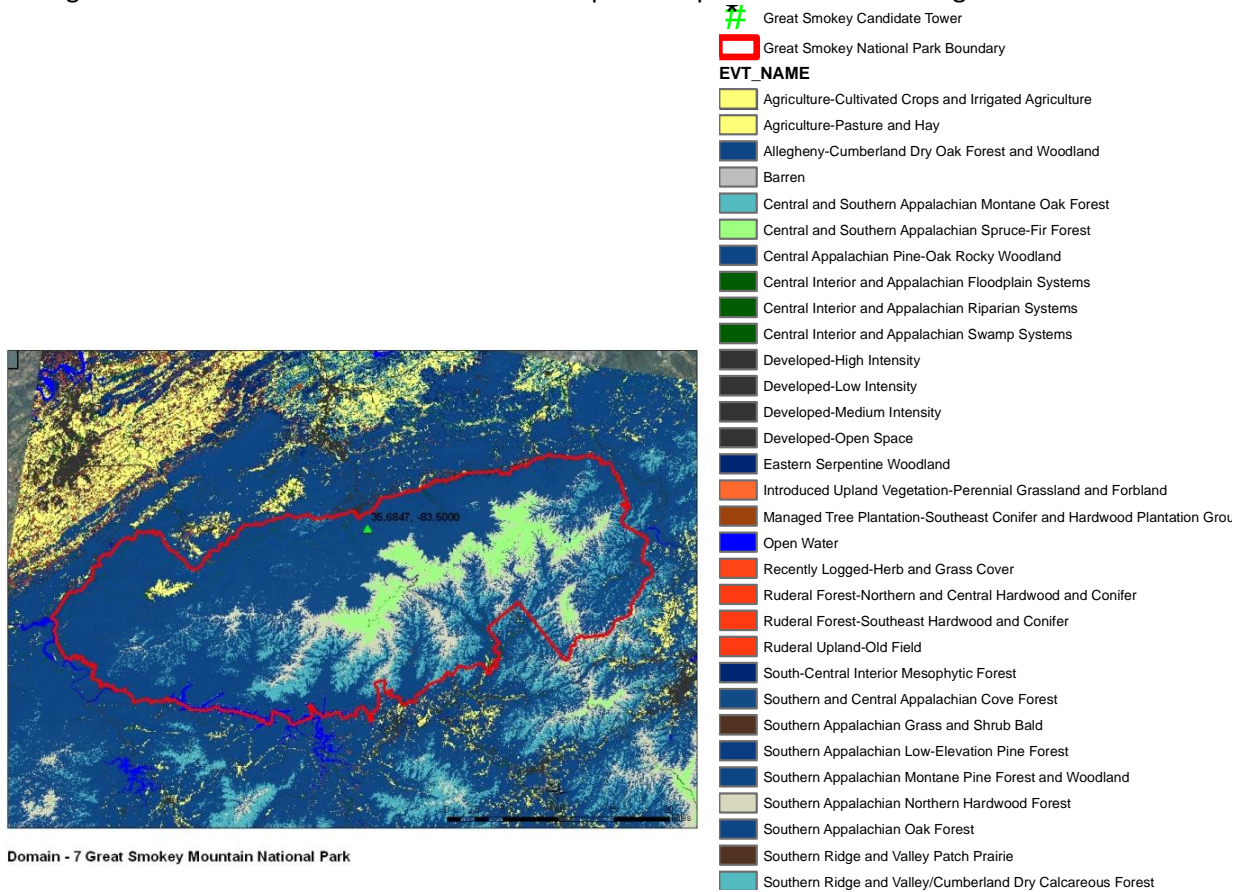 35.6847, -83.5000
Domain - 7 Great Smokey Mountain National Park
Great Smokey Candidate Tower
Great Smokey National Park Boundary
EVT_NAME
Agriculture-Cultivated Crops and Irrigated Agriculture
Agriculture-Pasture and Hay
Allegheny-Cumberland Dry Oak Forest and Woodland
Barren
Central and Southern Appalachian Montane Oak Forest
Central and Southern Appalachian Spruce-Fir Forest
Central Appalachian Pine-Oak Rocky Woodland
Central Interior and Appalachian Floodplain Systems
Central Interior and Appalachian Riparian Systems
Central Interior and Appalachian Swamp Systems
Developed-High Intensity
Developed-Low Intensity
Developed-Medium Intensity
Developed-Open Space
Eastern Serpentine Woodland
Introduced Upland Vegetation-Perennial Grassland and Forbland
Managed Tree Plantation-Southeast Conifer and Hardwood Plantation Grou
Open Water
Recently Logged-Herb and Grass Cover
Ruderal Forest-Northern and Central Hardwood and Conifer
Ruderal Forest-Southeast Hardwood and Conifer
Ruderal Upland-Old Field
South-Central Interior Mesophytic Forest
Southern and Central Appalachian Cove Forest
Southern Appalachian Grass and Shrub Bald
Southern Appalachian Low-Elevation Pine Forest
Southern Appalachian Montane Pine Forest and Woodland
Southern Appalachian Northern Hardwood Forest
Southern Appalachian Oak Forest
Southern Ridge and Valley Patch Prairie
Southern Ridge and Valley/Cumberland Dry Calcareous Forest